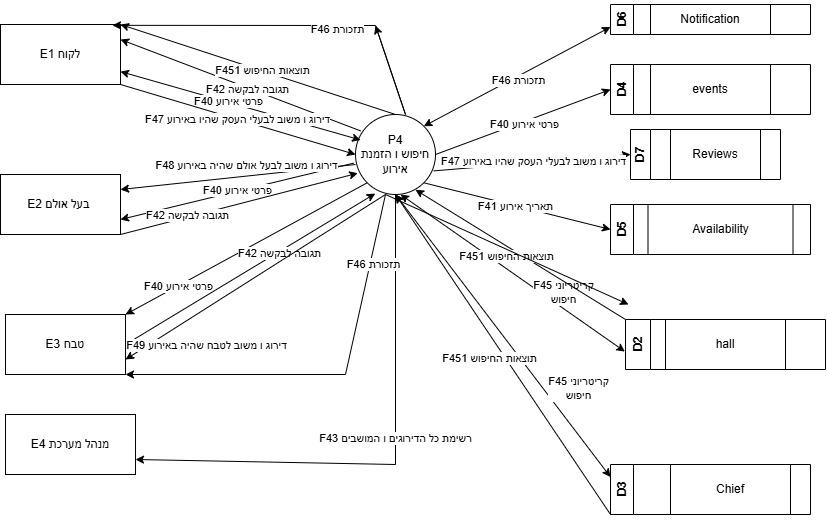 F46 תזכורת
D6
Notification
E1 לקוח
F451 תוצאות החיפוש
F46 תזכורת
D4
events
F42 תגובה לבקשה
F40 פרטי אירוע
F47 דירוג ו משוב לבעלי העסק שהיו באירוע
F40 פרטי אירוע
P4
חיפוש ו הזמנת
אירוע
D7
Reviews
F47 דירוג ו משוב לבעלי העסק שהיו באירוע
F48 דירוג ו משוב לבעל אולם שהיה באירוע
F40 פרטי אירוע
E2 בעל אולם
F42 תגובה לבקשה
F41 תאריך אירוע
D5
Availability
F42 תגובה לבקשה
F46 תזכורת
F451 תוצאות החיפוש
F40 פרטי אירוע
F45 קריטריוני
חיפוש
E3 טבח
F49 דירוג ו משוב לטבח שהיה באירוע
D2
hall
F451 תוצאות החיפוש
F45 קריטריוני
חיפוש
E4 מנהל מערכת
F43 רשימת כל הדירוגים ו המושבים
D3
Chief